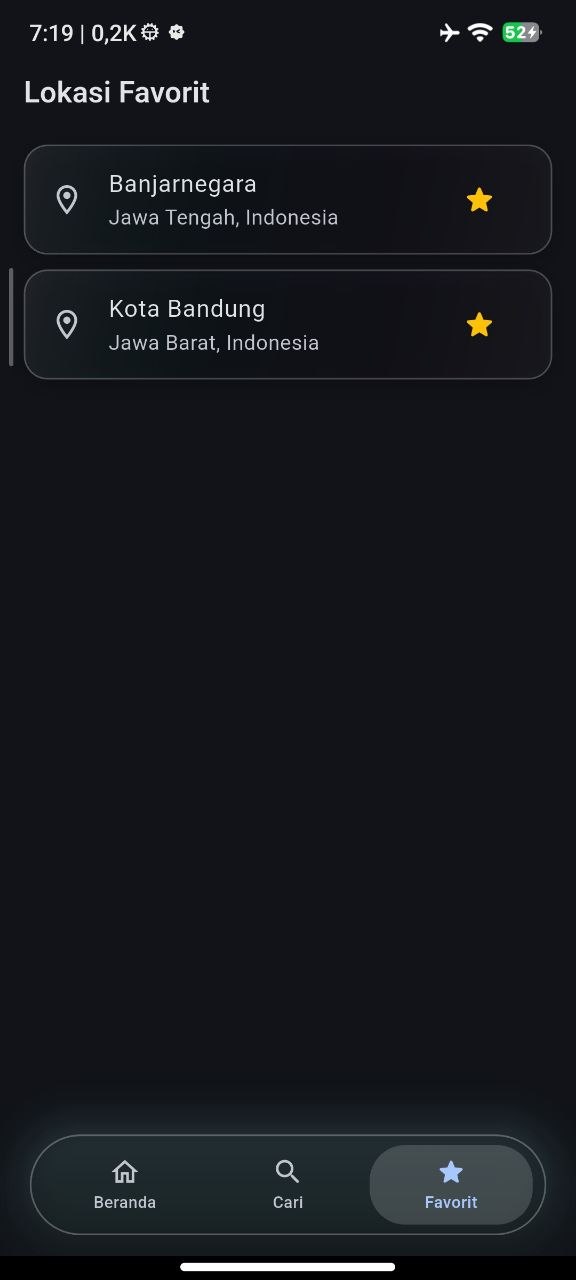 7:19 | 0,2K
52
Lokasi Favorit
Banjarnegara
Jawa Tengah, Indonesia
Kota Bandung
Jawa Barat, Indonesia
Beranda
Cari
Favorit